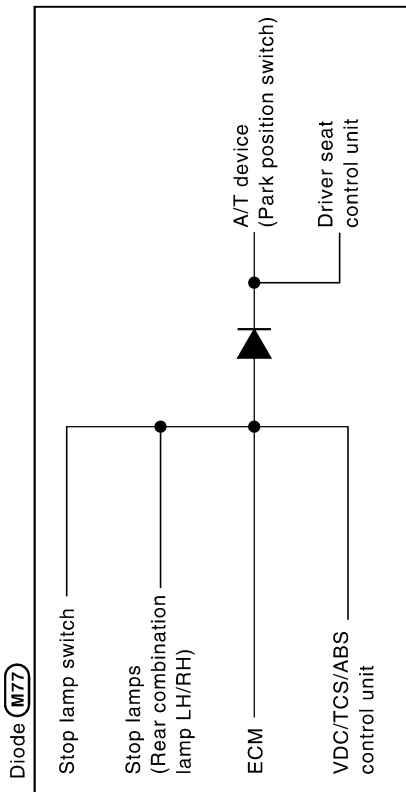 Diode M77
Stop lamp switch
Stop lamps
(Rear combination
lamp LH/RH)
ECM
VDC/TCS/ABS
control unit
A/T device
(Park position switch)
Driver seat
control unit